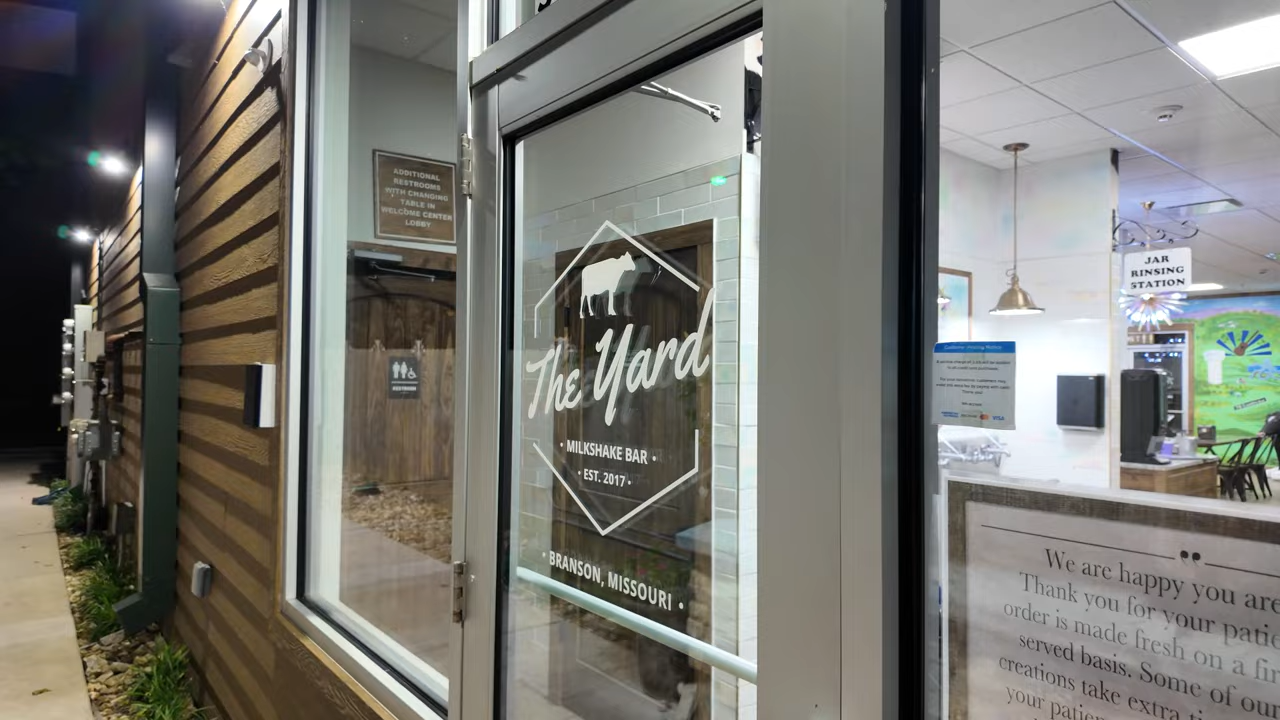 ADDITIONAL
RESTROOMS
WITH CHANGING
TABLE IN
WELCOME CENTER
LOBBY
RESTROOM
The Yard
• MILKSHAKE BAR •
• EST. 2017 •
• BRANSON, MISSOURI •
JAR
RINSING
STATION
VISA
We are happy you are
Thank you for your patie
order is made fresh on a fir
served basis. Some of our
creations take extra
your patie